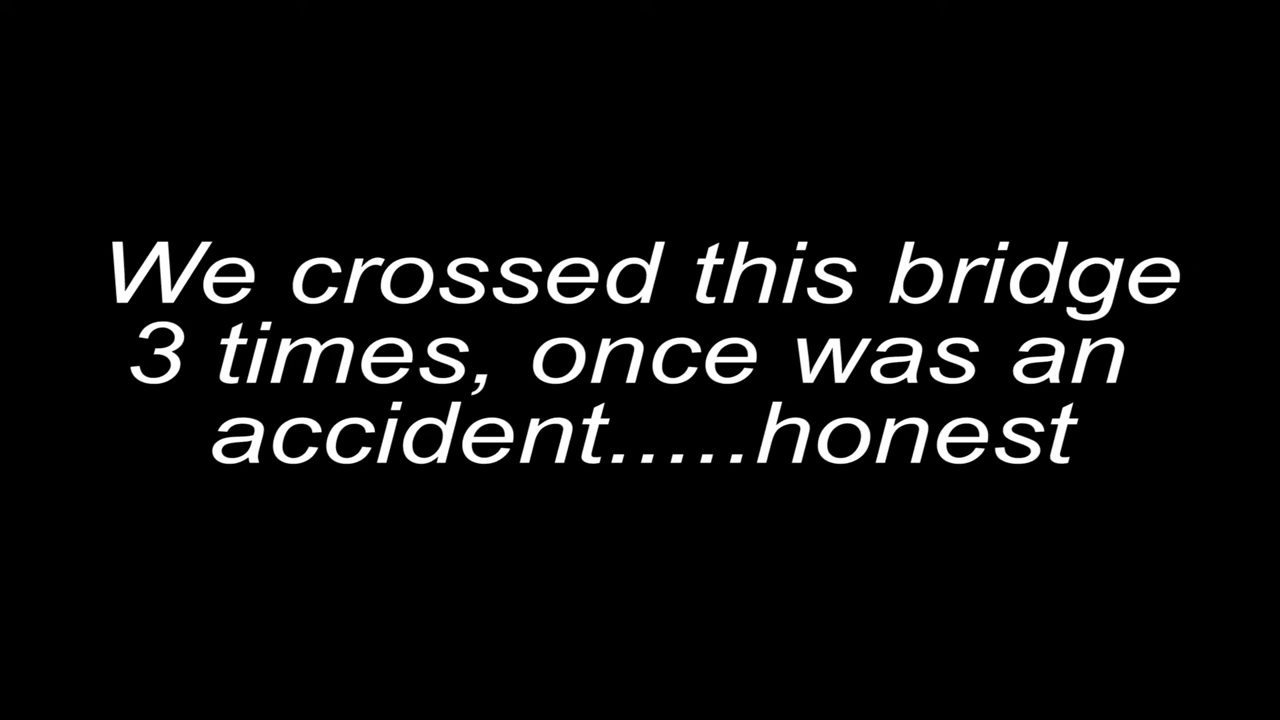 We crossed this bridge
3 times, once was an
accident.....honest